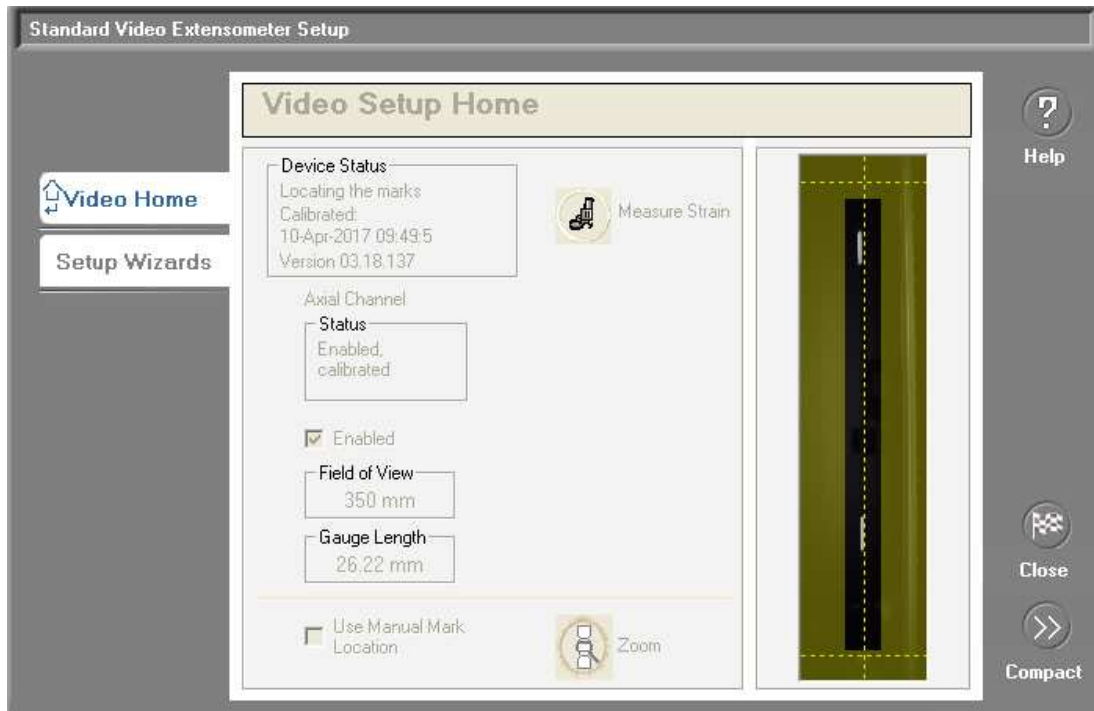 Standard Video Extensometer Setup
Video Setup Home
Help
Video Home
Setup Wizards
Device Status
Locating the marks
Calibrated:
10-Apr-2017 09:49:5
Version 03.18.137
Measure Strain
Axial Channel
Status
Enabled,
calibrated
Enabled
Field of View
350 mm
Gauge Length
26.22 mm
Use Manual Mark
Location
Zoom
Close
Compact